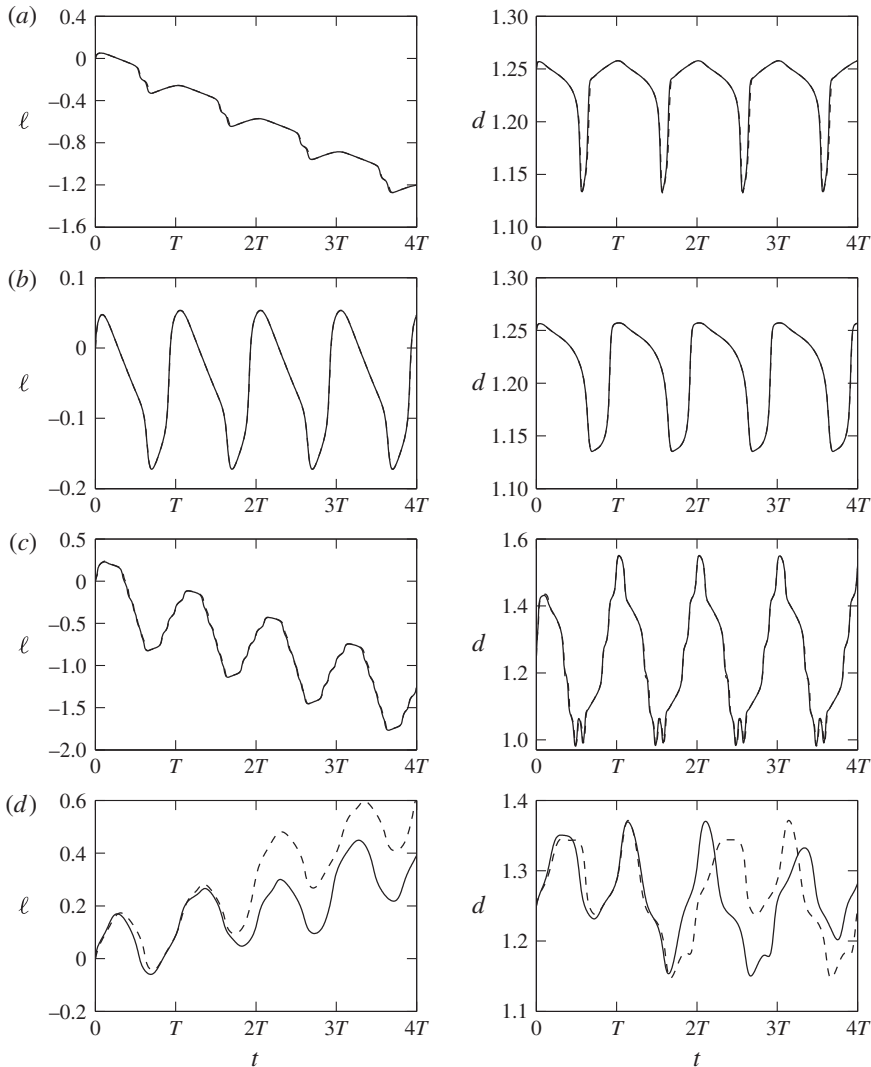 (a)
0.4
0
−0.4
−0.8
−1.2
−1.6
ℓ
0 T 2T 3T 4T
1.30
1.25
1.20
1.15
1.10
d
0 T 2T 3T 4T
(b)
0.1
0
−0.1
−0.2
ℓ
0 T 2T 3T 4T
1.30
1.25
1.20
1.15
1.10
d
0 T 2T 3T 4T
(c)
0.5
0
−0.5
−1.0
−1.5
−2.0
ℓ
0 T 2T 3T 4T
1.6
1.4
1.2
1.0
d
0 T 2T 3T 4T
(d)
0.6
0.4
0.2
0
−0.2
ℓ
0 T 2T 3T 4T
t
1.4
1.3
1.2
1.1
d
0 T 2T 3T 4T
t